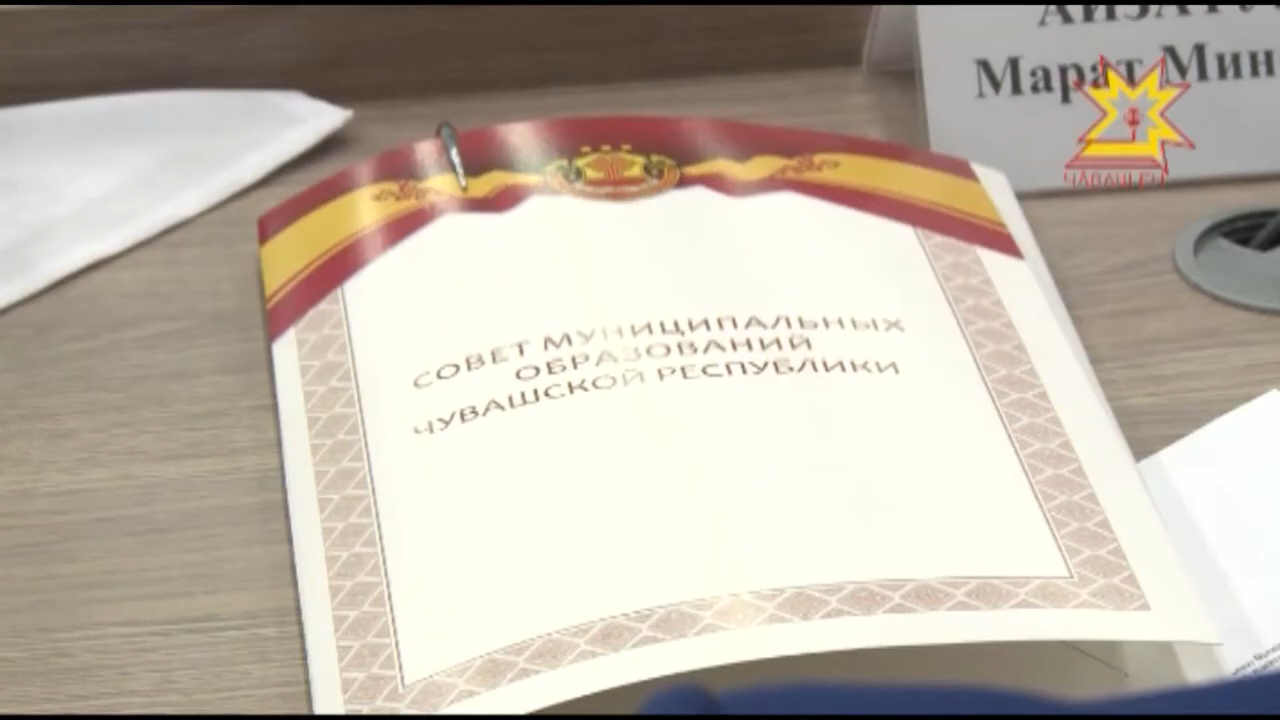 Марат Мин
СОВЕТ МУНИЦИПАЛЬНЫХ
ОБРАЗОВАНИЙ
ЧУВАШСКОЙ РЕСПУБЛИКИ